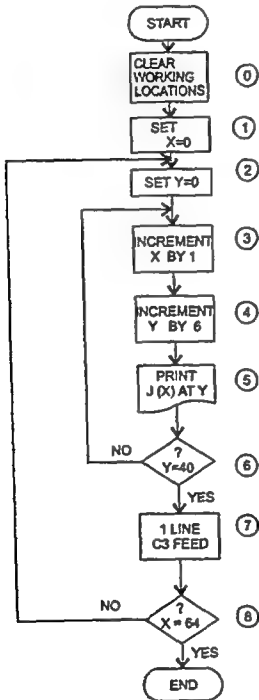 START
CLEAR
WORKING
LOCATIONS
0
SET
X=0
1
2
SET Y=0
INCREMENT
X BY 1
3
INCREMENT
Y BY 6
4
PRINT
J (X) AT Y
5
NO
?
Y=40
6
YES
1 LINE
C3 FEED
7
NO
?
X = 64
8
YES
END